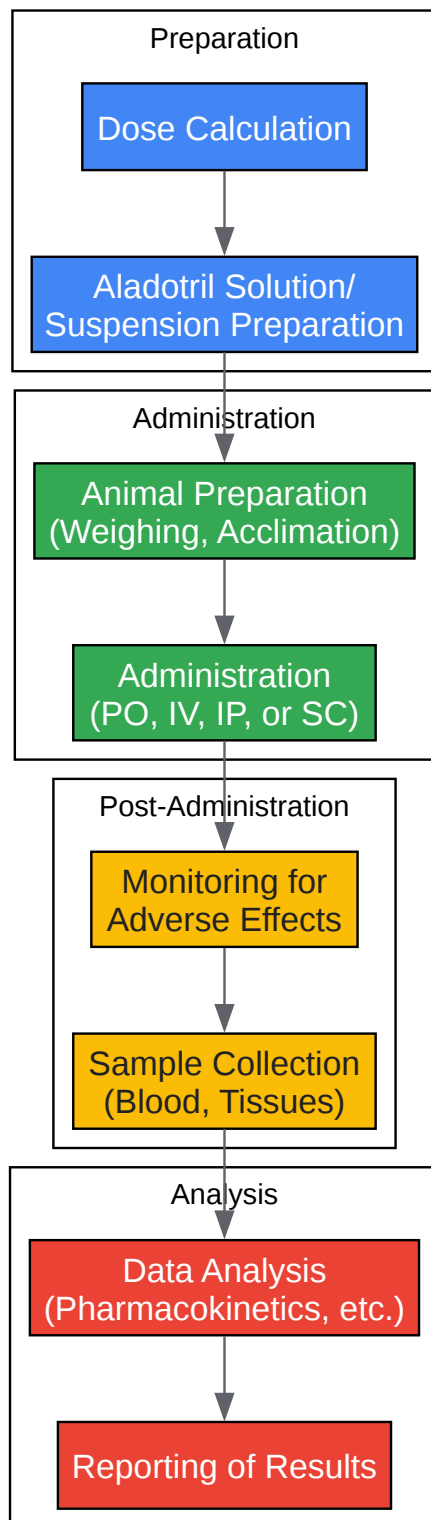 Preparation
Dose Calculation
Aladotril Solution/
Suspension Preparation
Administration
Animal Preparation
(Weighing, Acclimation)
Administration
(PO, IV, IP, or SC)
Post-Administration
Monitoring for
Adverse Effects
Sample Collection
(Blood, Tissues)
Analysis
Data Analysis
(Pharmacokinetics, etc.)
Reporting of Results